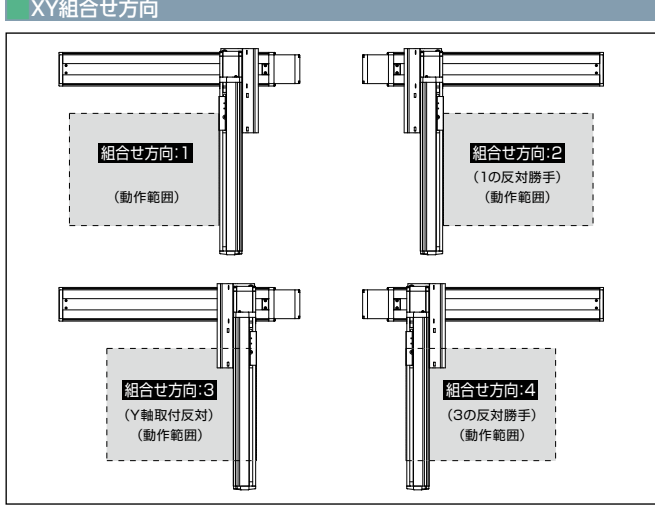 XY組合せ方向
組合せ方向:1
（動作範囲）
組合せ方向:2
（1の反対勝手）
（動作範囲）
組合せ方向:3
（Y軸取付反対）
（動作範囲）
組合せ方向:4
（3の反対勝手）
（動作範囲）